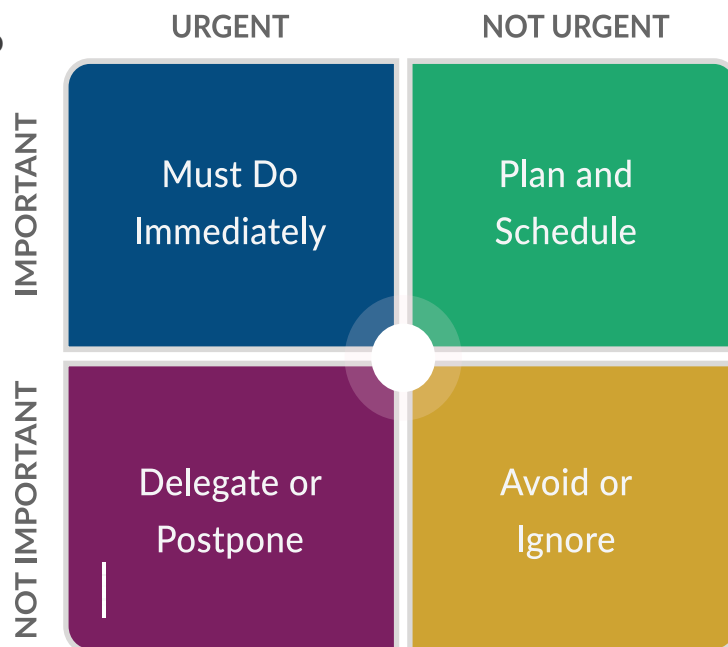 URGENT
NOT URGENT
IMPORTANT
Must Do
Immediately
Plan and
Schedule
NOT IMPORTANT
Delegate or
Postpone
Avoid or
Ignore